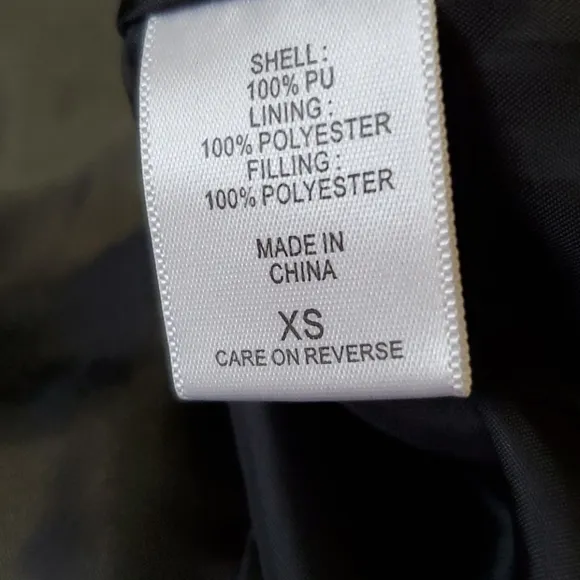 SHELL:
100% PU
LINING:
100% POLYESTER
FILLING:
100% POLYESTER
MADE IN
CHINA
XS
CARE ON REVERSE